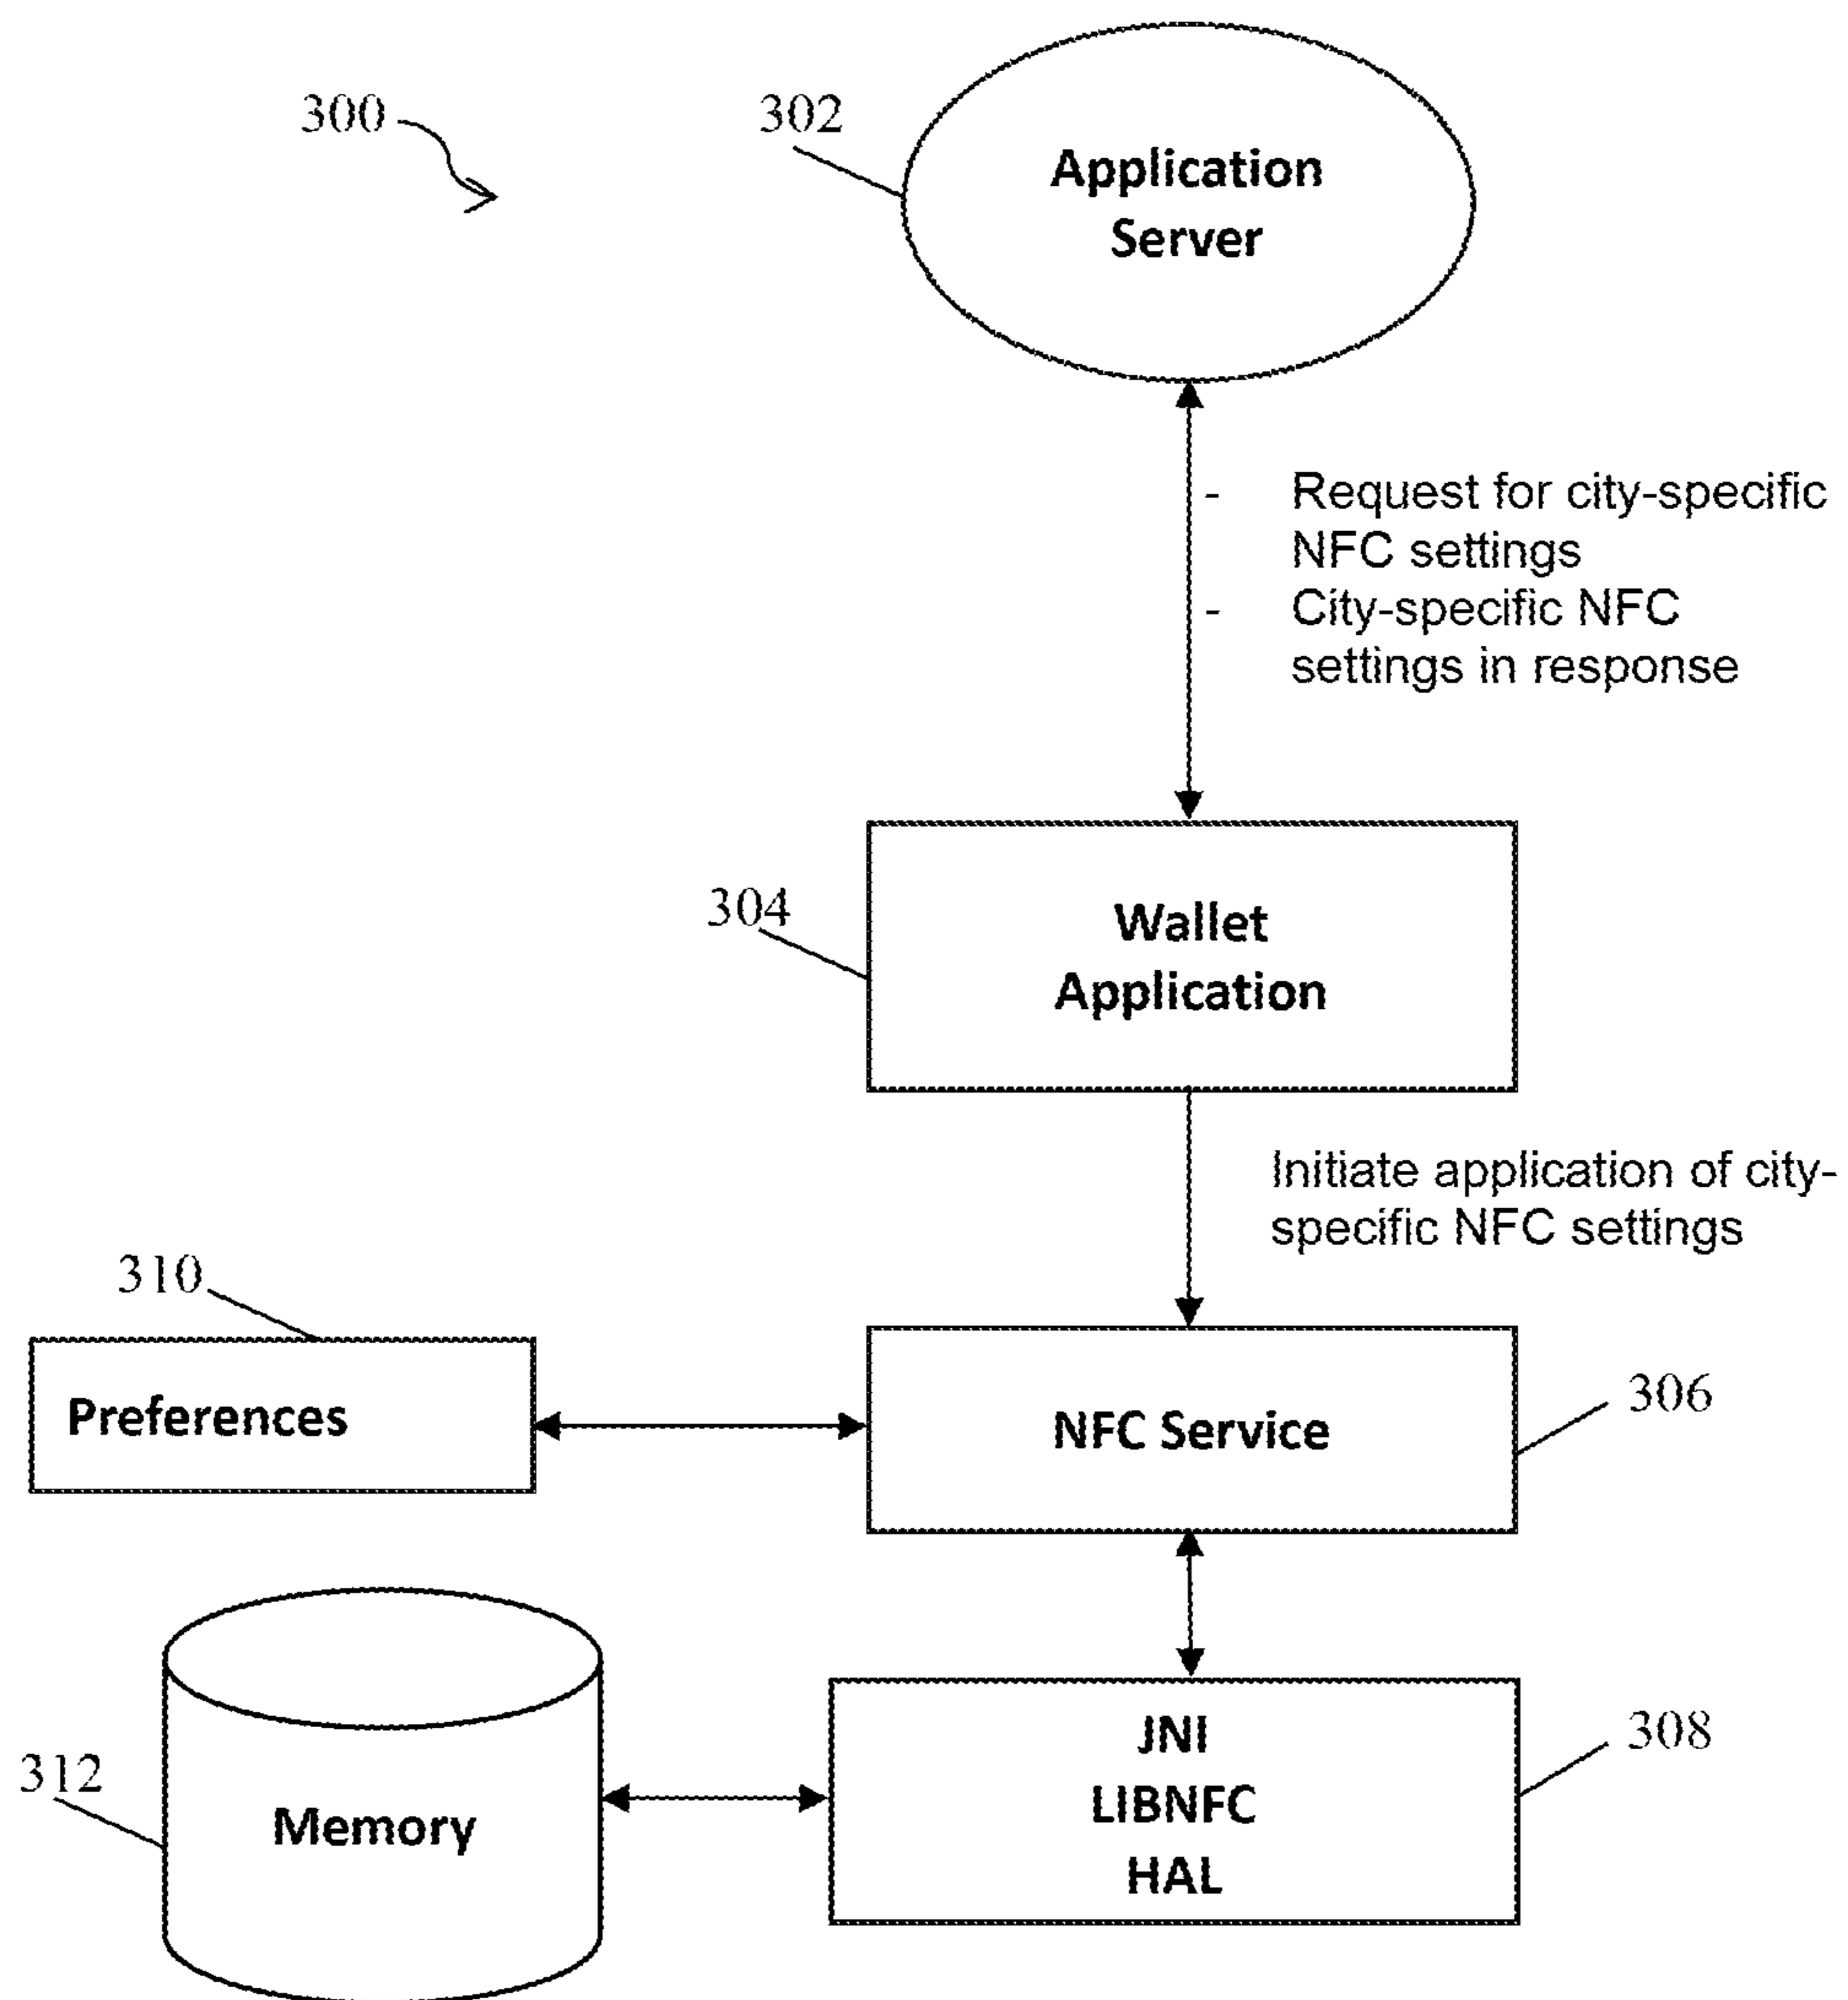 300
302
Application
Server
- Request for city-specific
NFC settings
- City-specific NFC
settings in response
304
Wallet
Application
Initiate application of city-
specific NFC settings
310
Preferences
NFC Service
306
312
Memory
JNI
LIBNFC
HAL
308